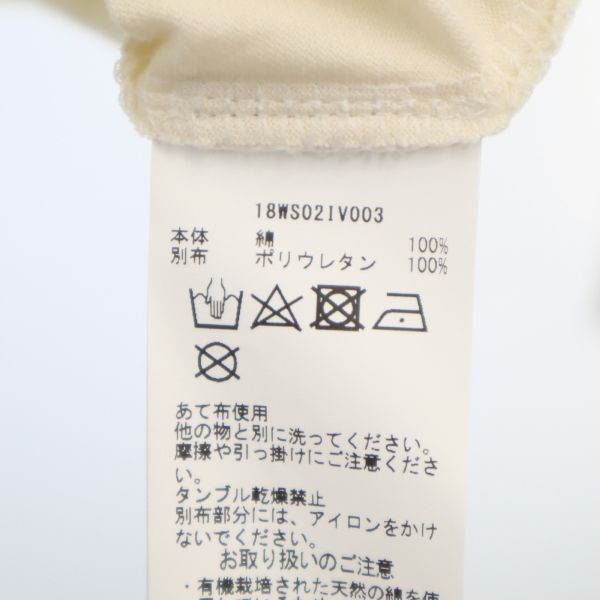 18WS02IV003
本体 綿 100%
別布 ポリウレタン 100%
あて布使用
他の物と別に洗ってください。
摩擦や引っ掛けにご注意くださ
い。
タンブル乾燥禁止
別布部分には、アイロンをかけ
ないでください。
お取り扱いのご注意
・有機栽培された天然の綿を使